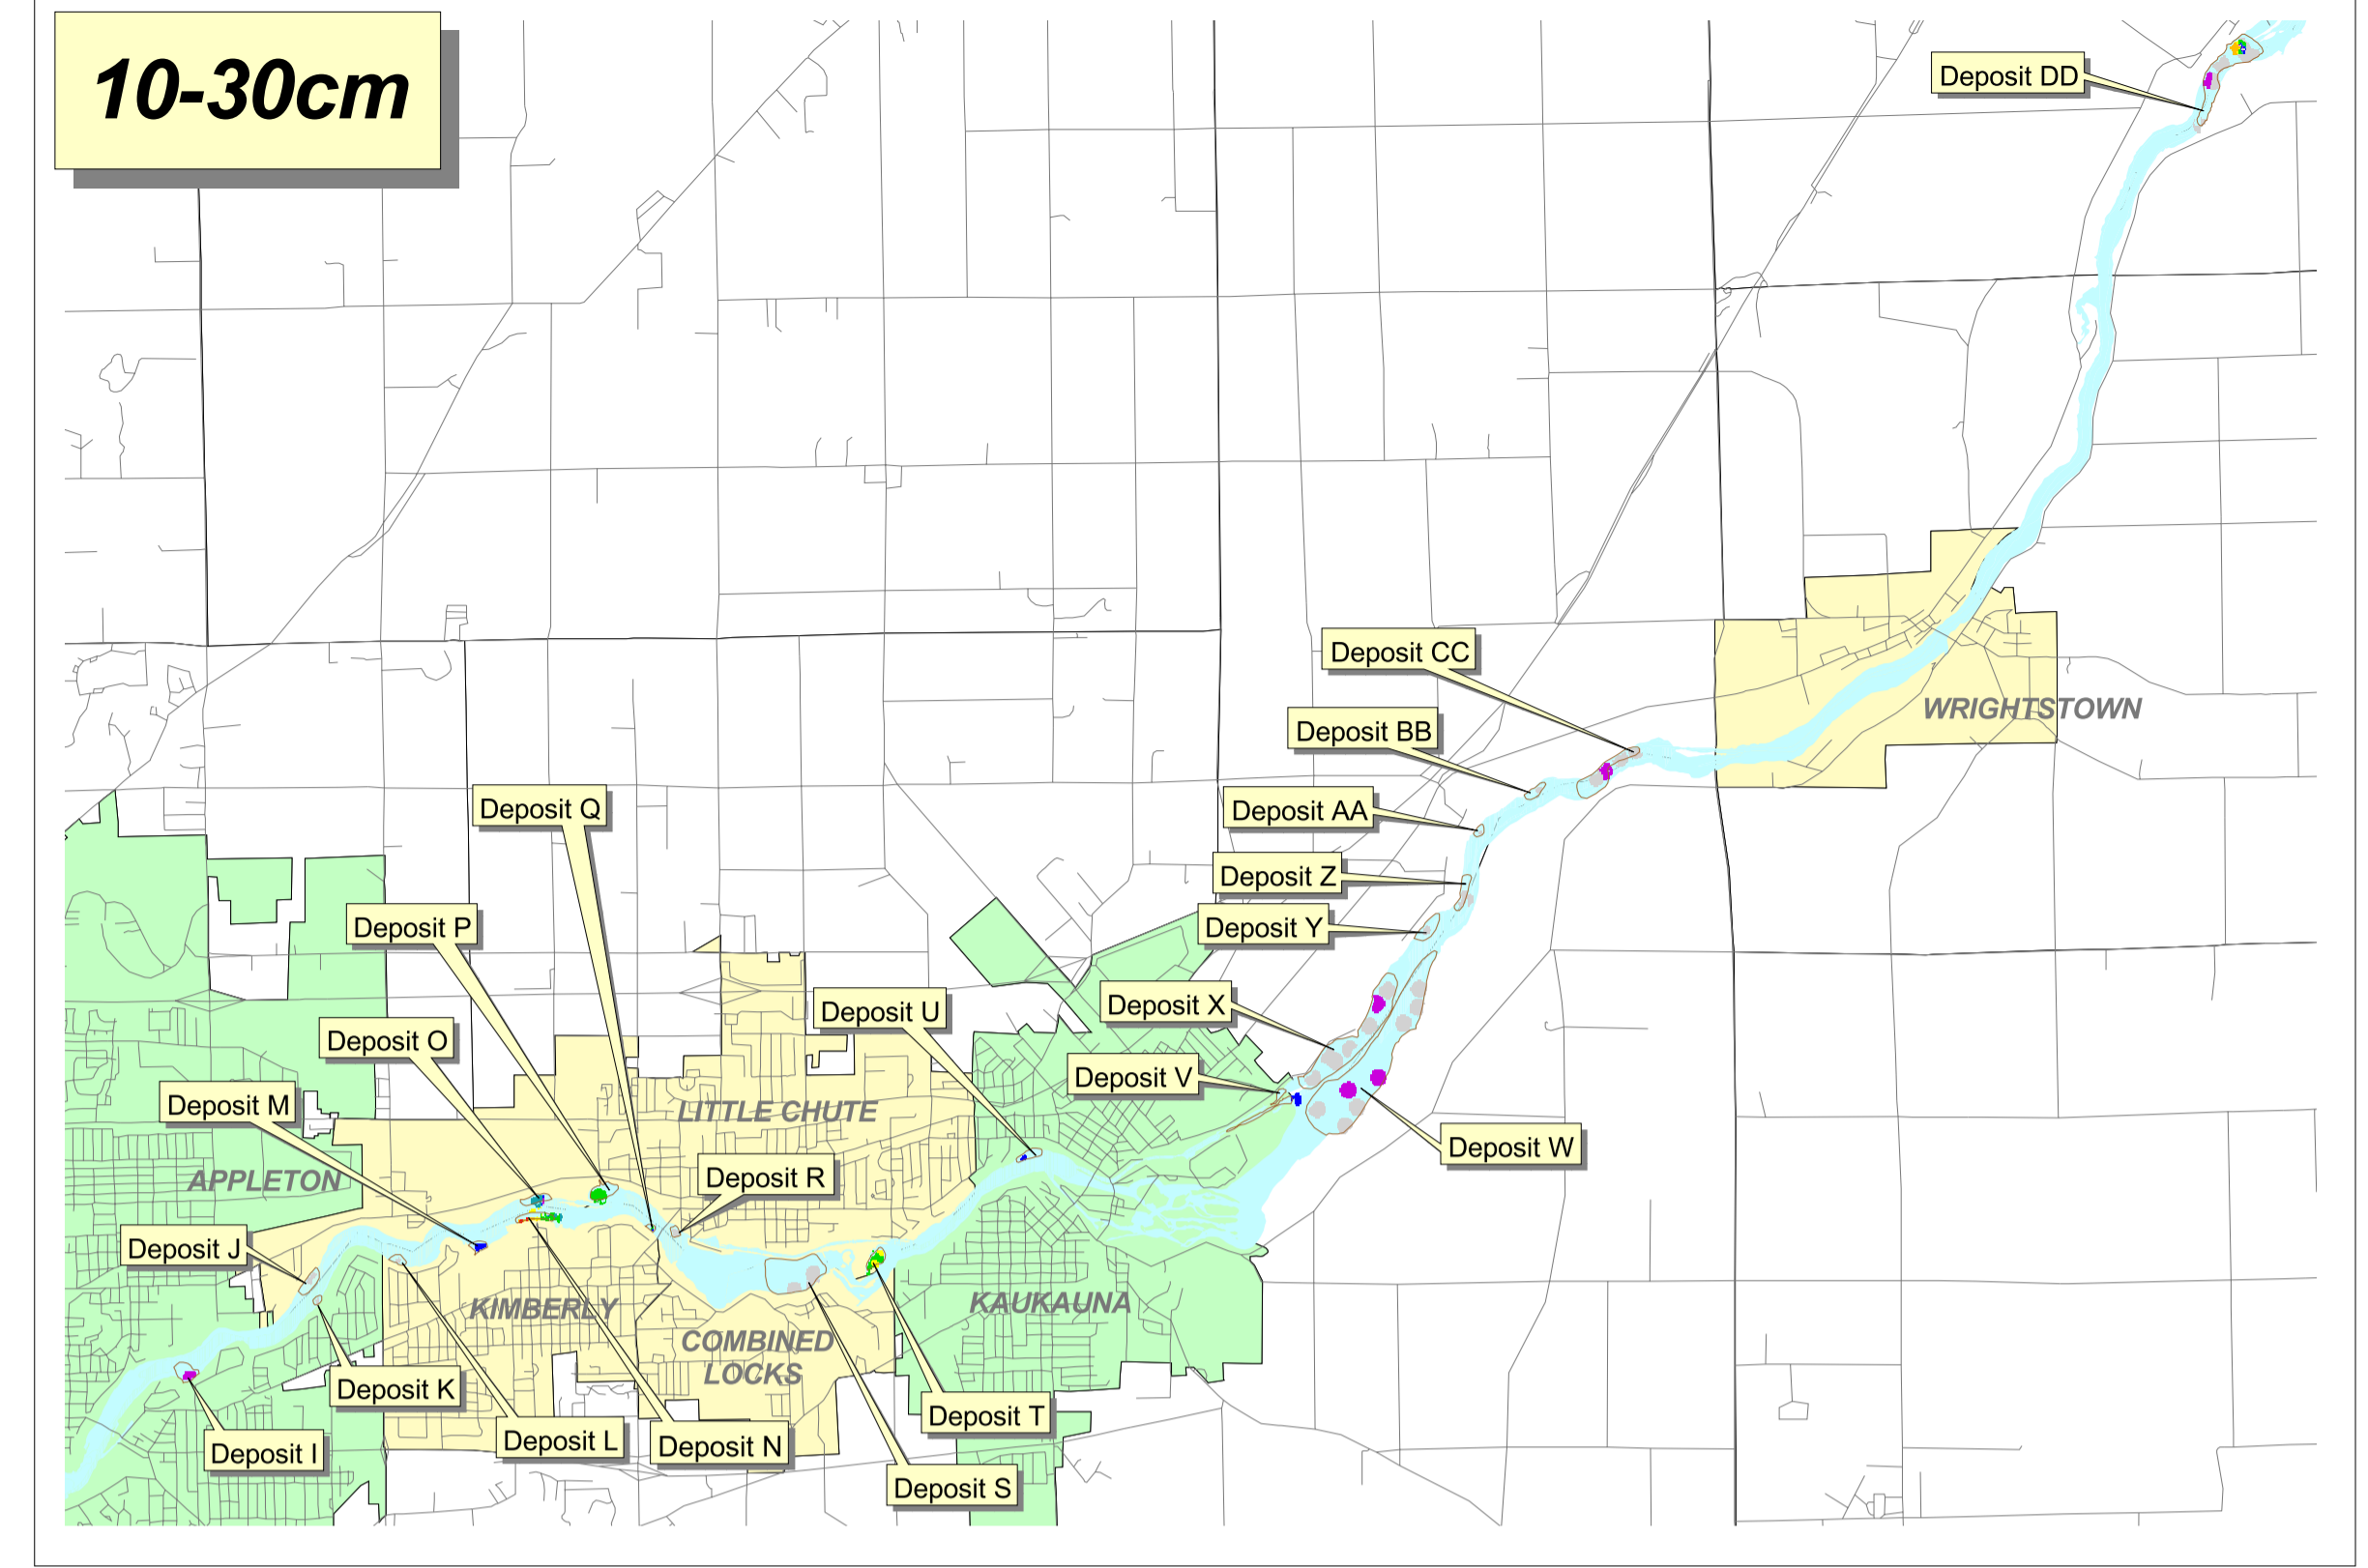 10-30cm
Deposit DD
Deposit CC
WRIGHTSTOWN
Deposit BB
Deposit AA
Deposit Q
Deposit Z
Deposit P
Deposit Y
Deposit X
Deposit U
Deposit O
Deposit V
Deposit M
LITTLE CHUTE
Deposit W
APPLETON
Deposit R
Deposit J
KIMBERLY
KAUKAUNA
COMBINED
LOCKS
Deposit K
Deposit T
Deposit L
Deposit N
Deposit I
Deposit S